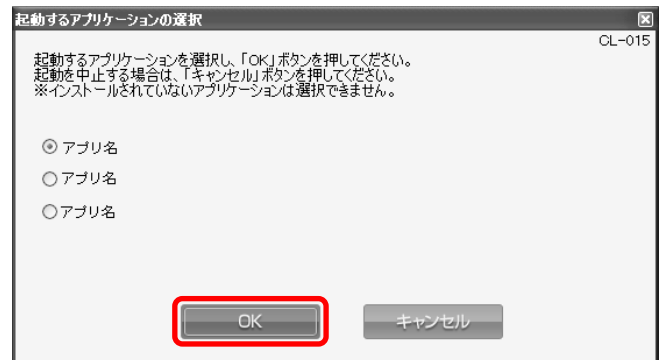 起動するアプリケーションの選択
CL-015
起動するアプリケーションを選択し、「OK」ボタンを押してください。
起動を中止する場合は、「キャンセル」ボタンを押してください。
※インストールされていないアプリケーションは選択できません。
アプリ名
アプリ名
アプリ名
OK
キャンセル